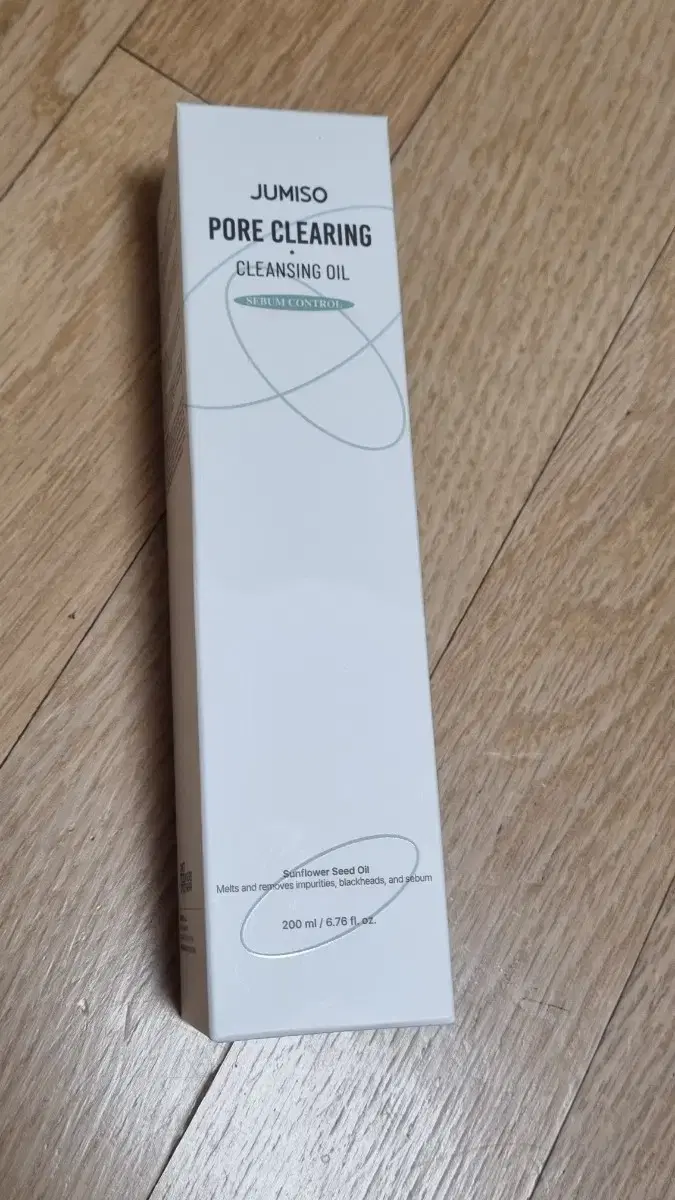 JUMISO
PORE CLEARING
CLEANSING OIL
SEBUM CONTROL
Sunflower Seed Oil
Melts and removes impurities, blackheads, and sebum
200 ml / 6.76 fl. oz.